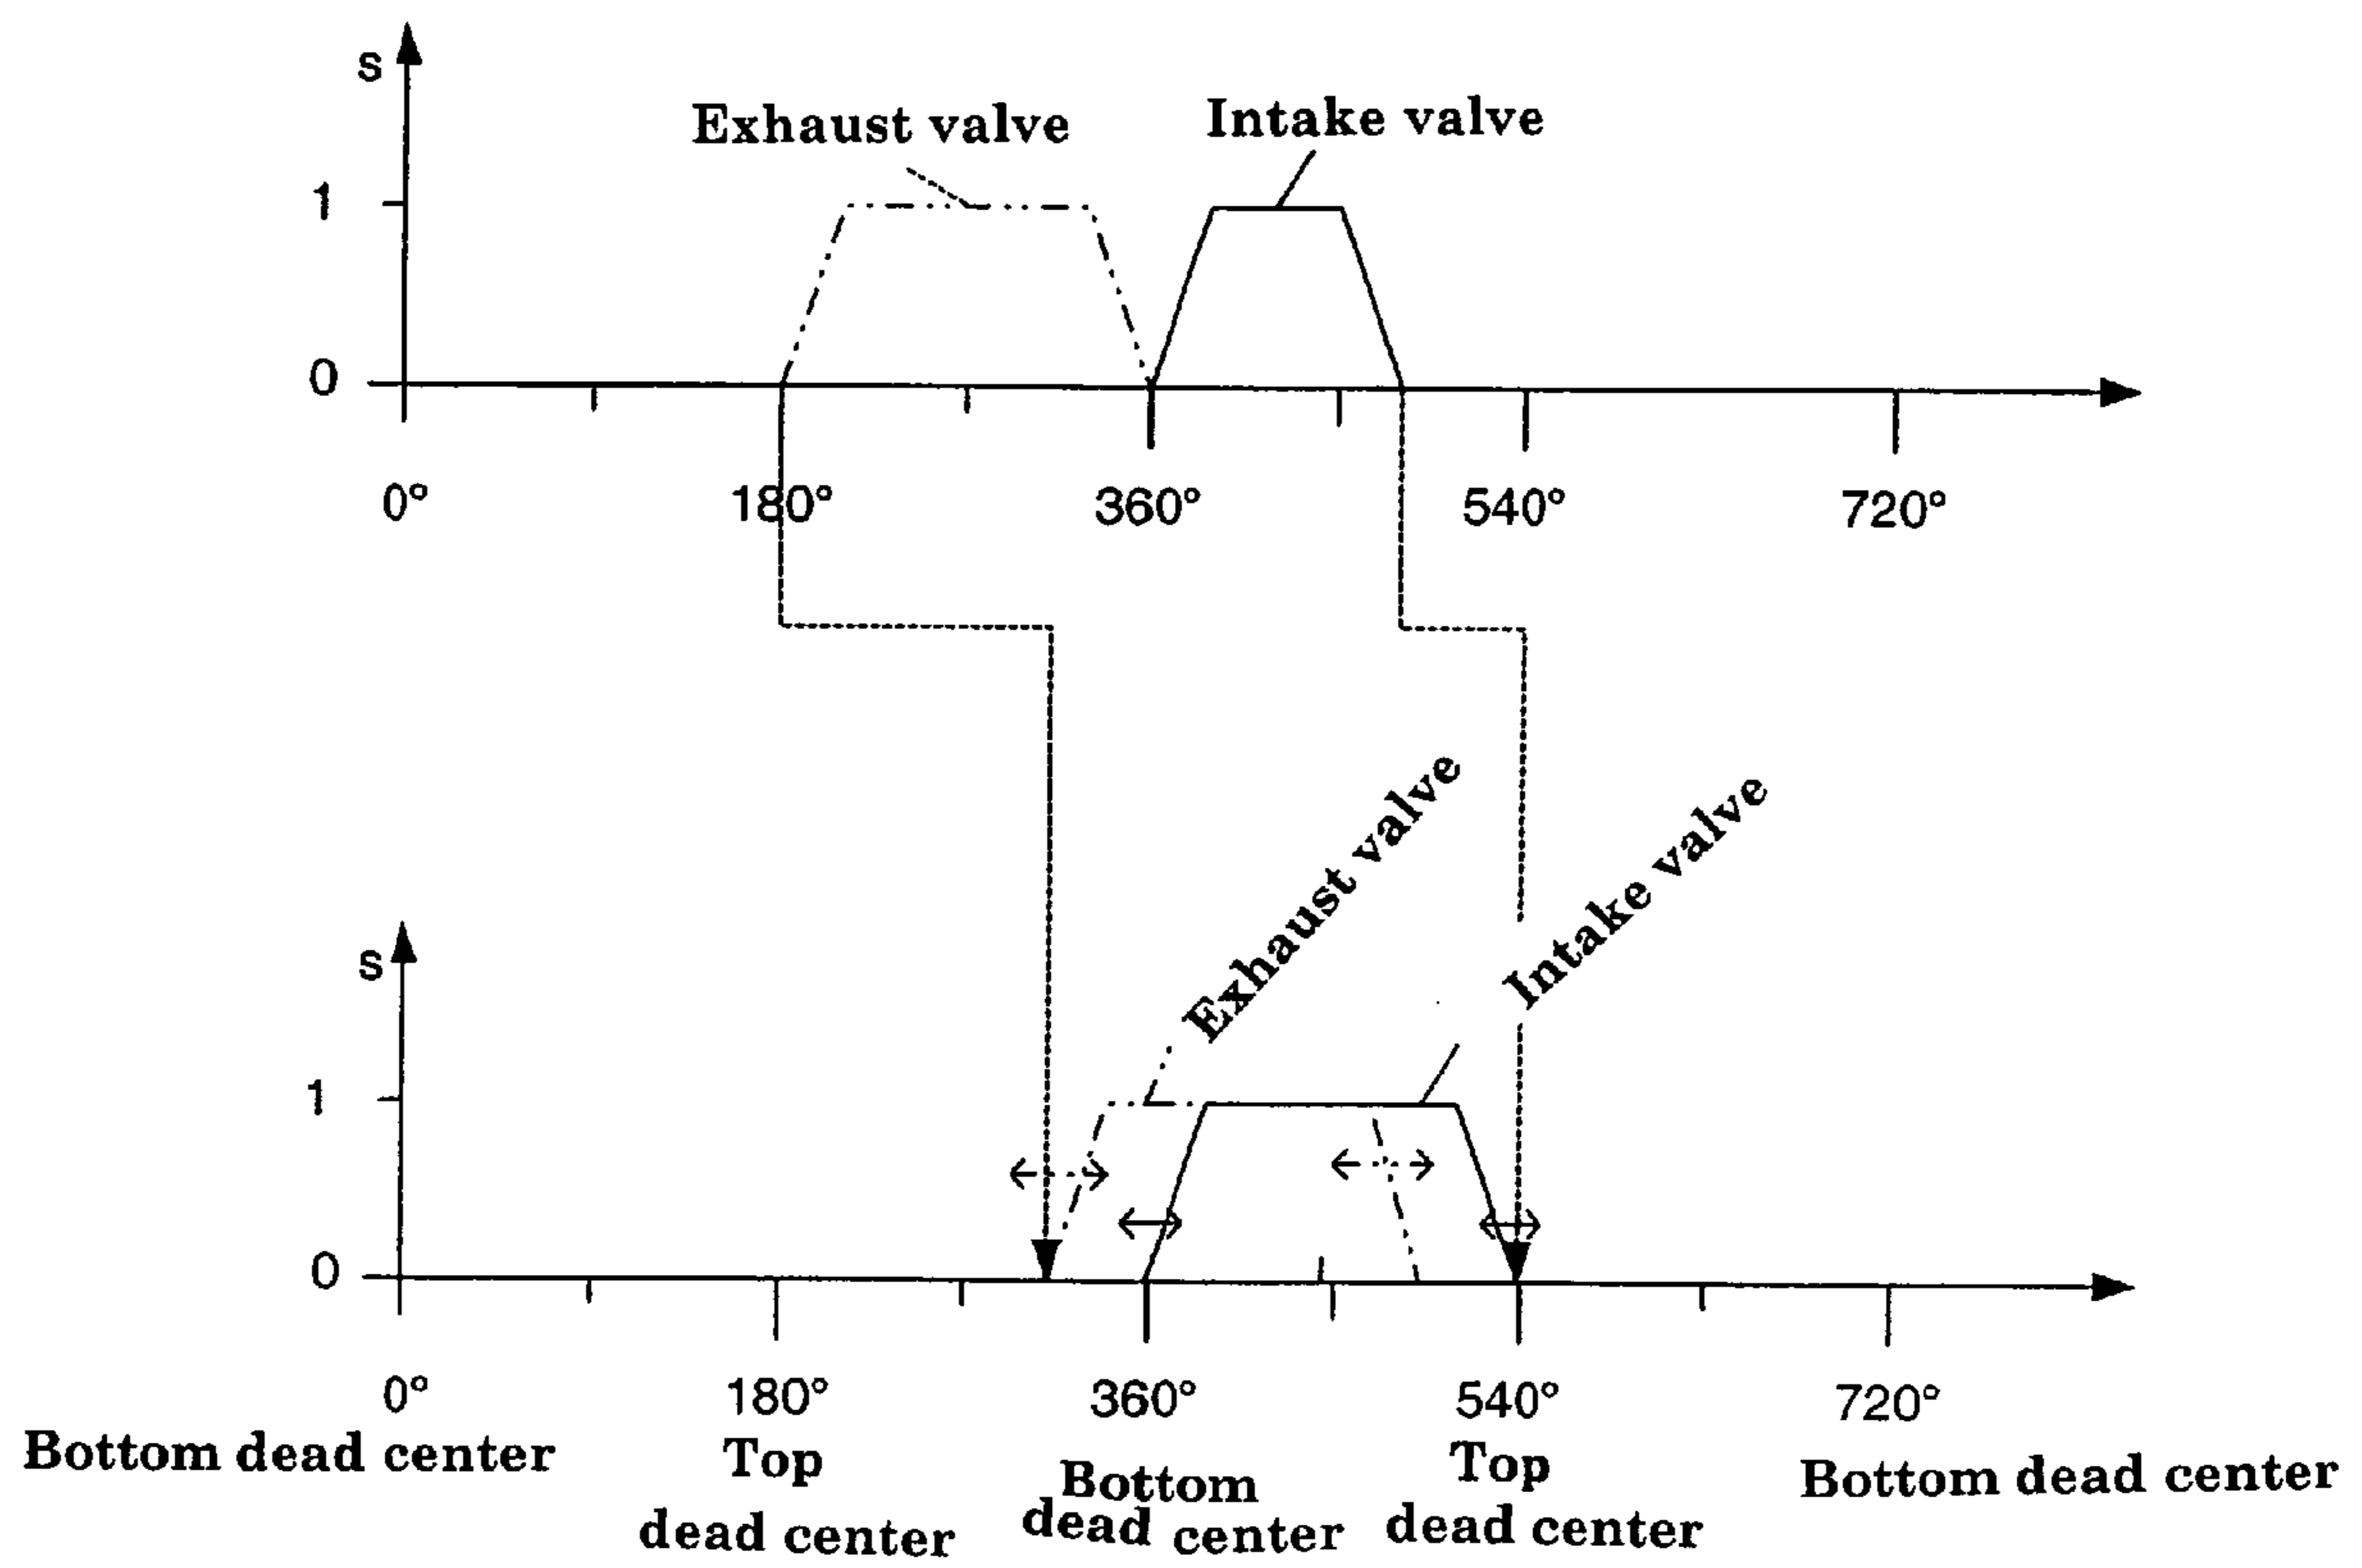 s
Exhaust valve
Intake valve
1
0
0° 180° 360° 540° 720°
Exhaust valve
Intake valve
s
1
0
0° 180° 360° 540° 720°
Bottom dead center
Top
dead center
Bottom
dead center
Top
dead center
Bottom dead center